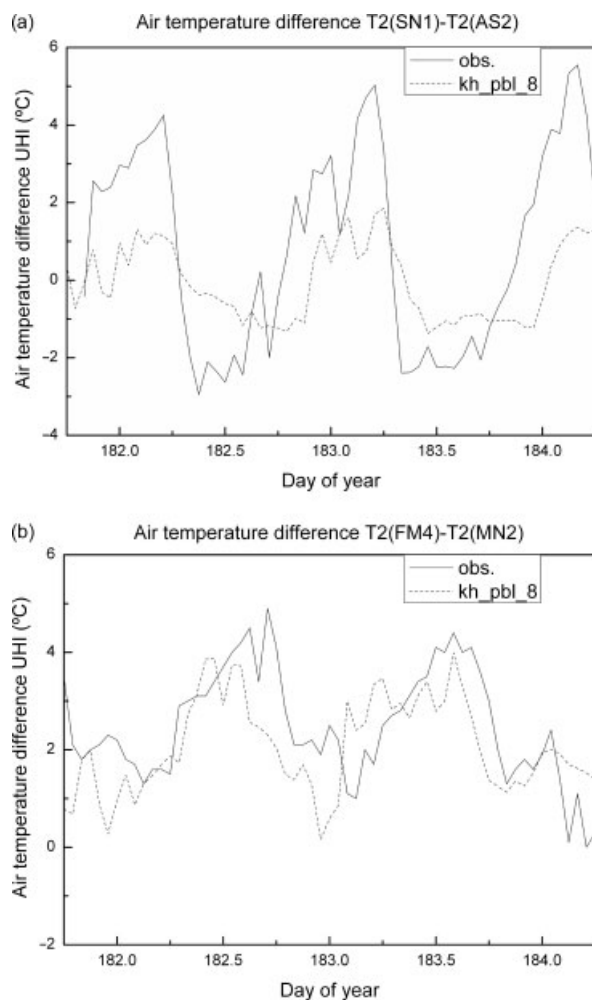 (a) Air temperature difference T2(SN1)-T2(AS2)
6
4
2
0
−2
−4
Air temperature difference UHI (ºC)
obs.
kh_pbl_8
182.0 182.5 183.0 183.5 184.0
Day of year
(b) Air temperature difference T2(FM4)-T2(MN2)
6
4
2
0
−2
Air temperature difference UHI (ºC)
obs.
kh_pbl_8
182.0 182.5 183.0 183.5 184.0
Day of year